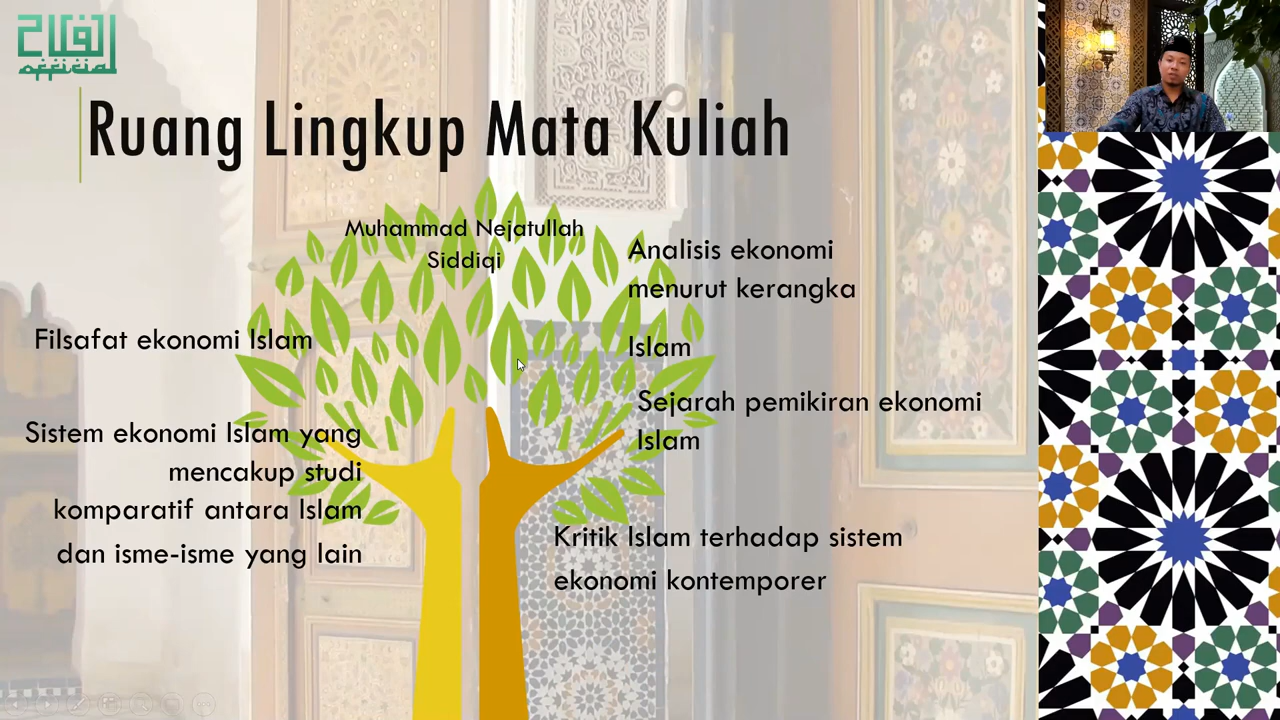 الفلاح
official
Ruang Lingkup Mata Kuliah
Muhammad Nejatullah
Siddiqi
Filsafat ekonomi Islam
Sistem ekonomi Islam yang
mencakup studi
komparatif antara Islam
dan isme-isme yang lain
Analisis ekonomi
menurut kerangka
Islam
Sejarah pemikiran ekonomi
Islam
Kritik Islam terhadap sistem
ekonomi kontemporer